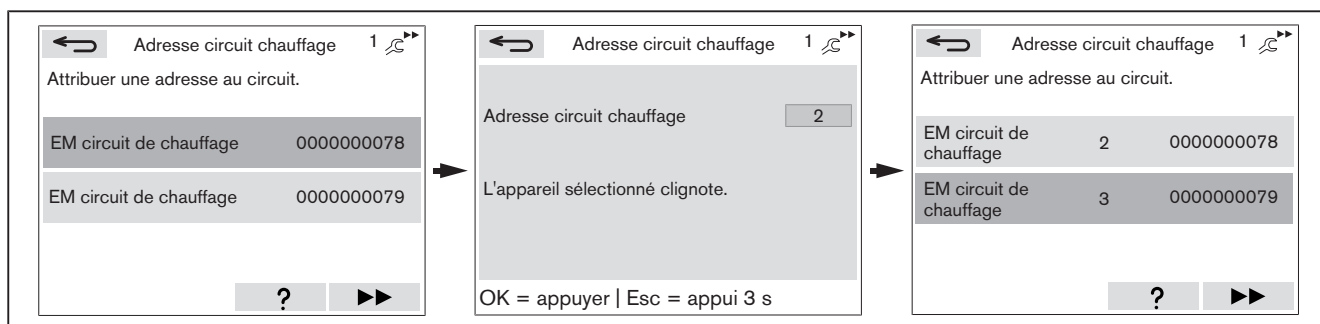 Adresse circuit chauffage 1
Attribuer une adresse au circuit.
EM circuit de chauffage 0000000078
EM circuit de chauffage 0000000079
?
Adresse circuit chauffage 1
Adresse circuit chauffage 2
L'appareil sélectionné clignote.
OK = appuyer | Esc = appui 3 s
Adresse circuit chauffage 1
Attribuer une adresse au circuit.
EM circuit de
chauffage 2 0000000078
EM circuit de
chauffage 3 0000000079
?